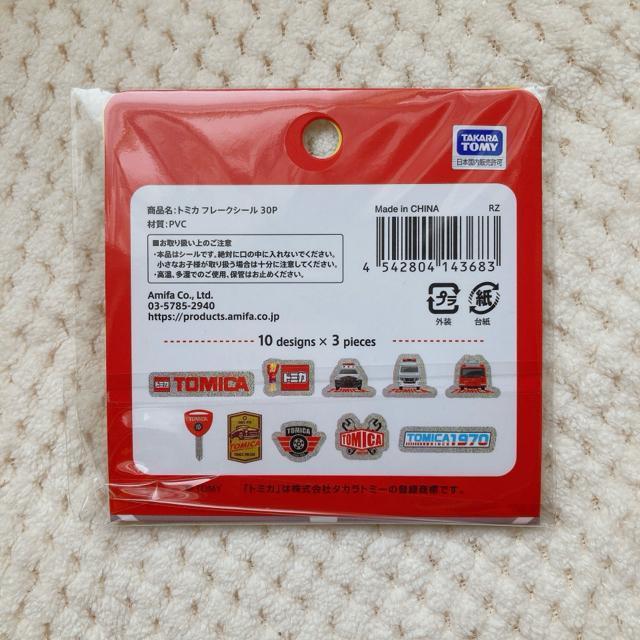 TAKARA
TOMY
日本国内販売許可
商品名:トミカ フレークシール 30P
材質:PVC
■お取り扱い上のご注意
・本品はシールです。絶対に口の中に入れないでください。
小さなお子様が取り扱う場合は十分に注意してください。
・高温、多湿でのご使用、保管はお止めください。
Amifa Co., Ltd.
03-5785-2940
https://products.amifa.co.jp
Made in CHINA
RZ
4 542804 143683
プラ
外装
紙
台紙
10 designs × 3 pieces
トミカ TOMICA
トミカ
TOMICA
TOMICA
TOMICA
TOMICA
TOMICA1970
SINCE
TOMY
「トミカ」は株式会社タカラトミーの登録商標です。